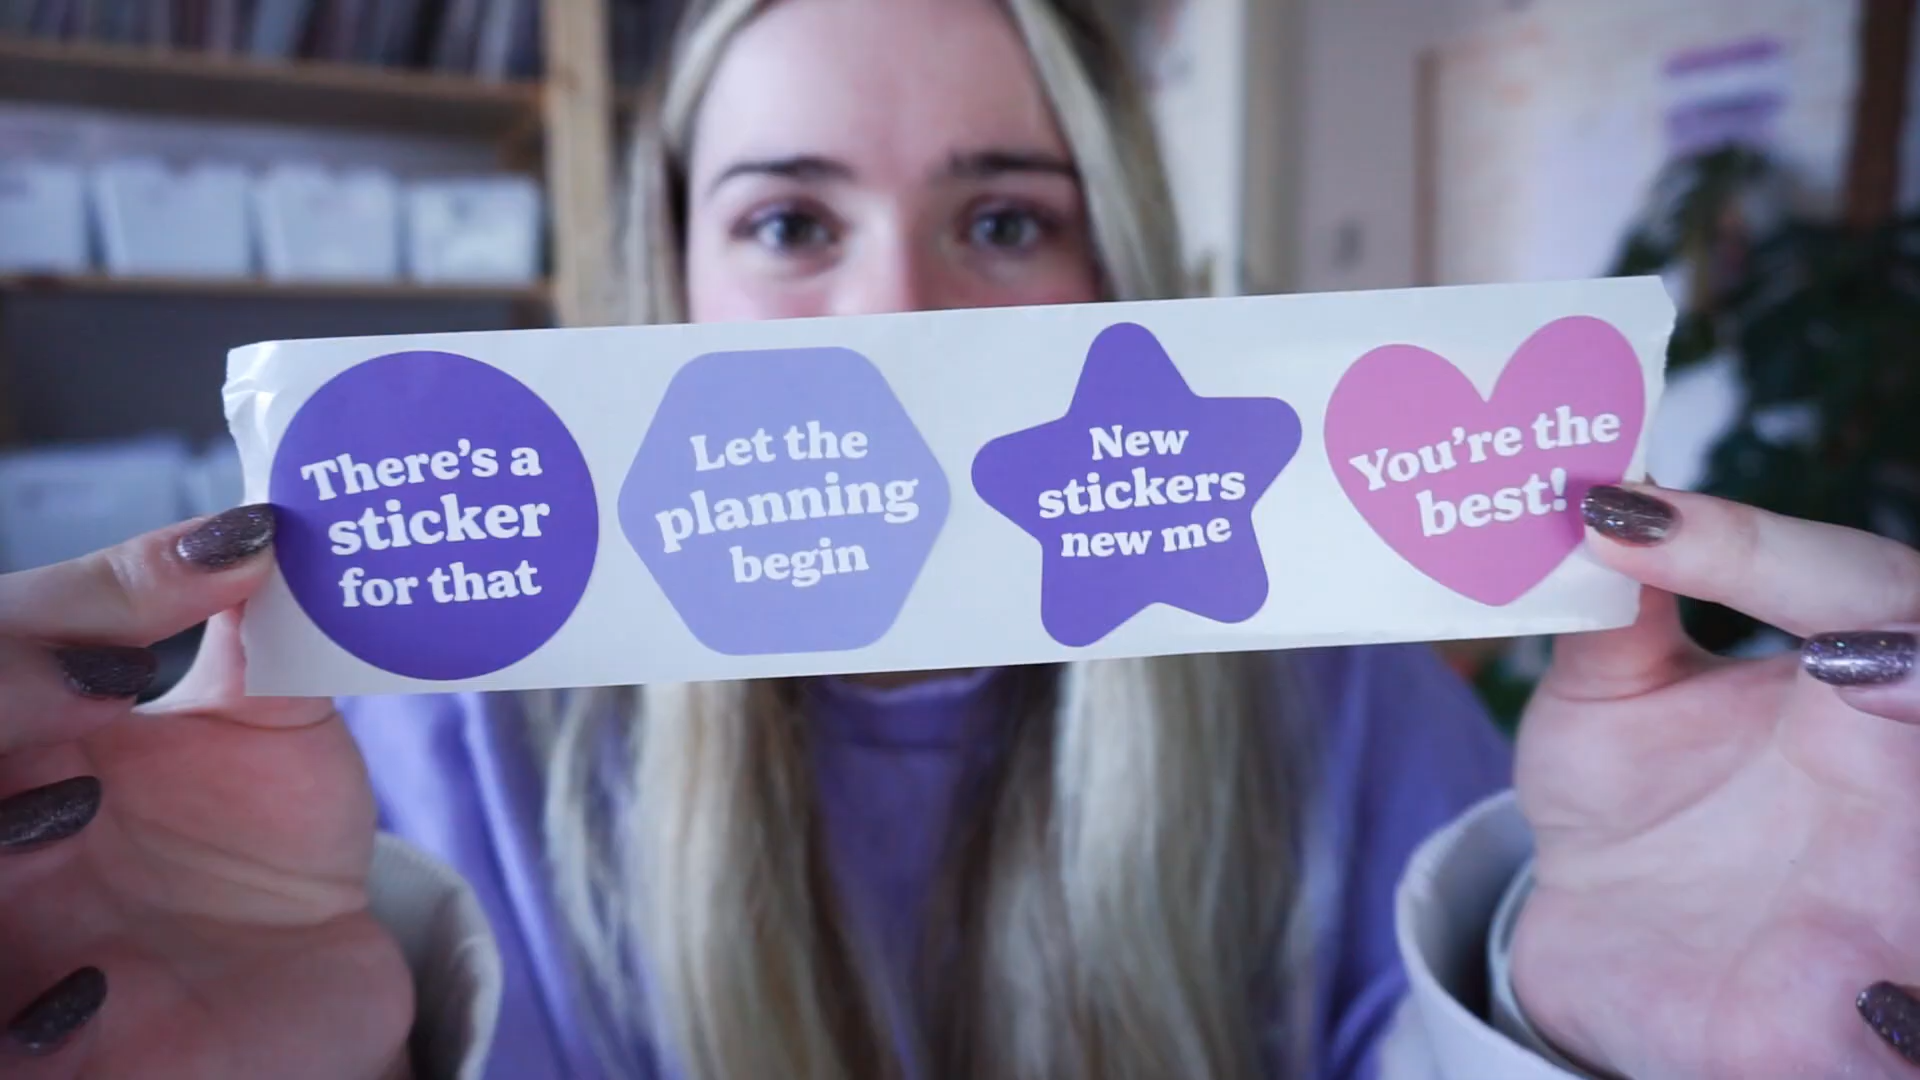 There's a
sticker
for that
Let the
planning
begin
New
stickers
new me
You're the
best!